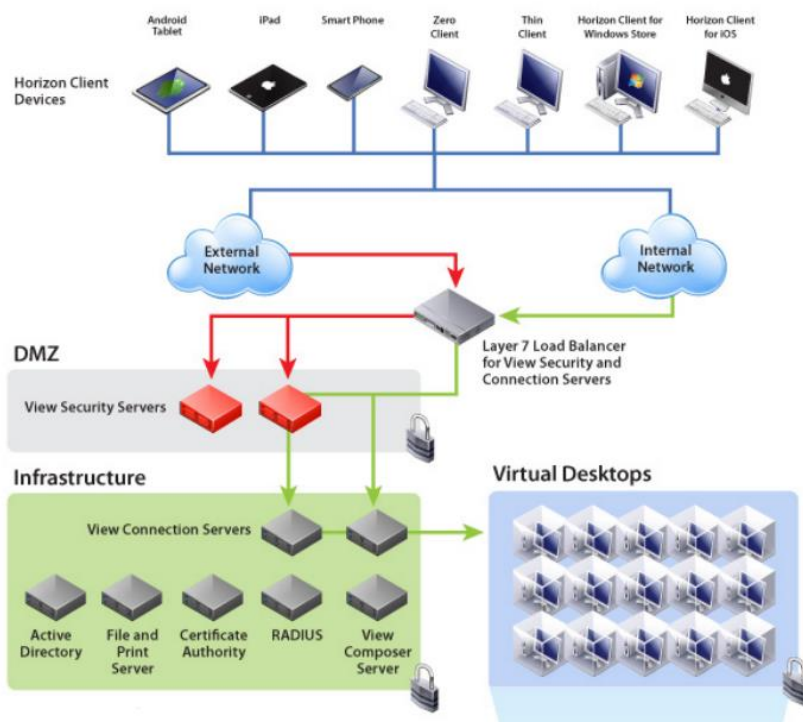 Android
Tablet
iPad
Smart Phone
Zero
Client
Thin
Client
Horizon Client for
Windows Store
Horizon Client
for iOS
Horizon Client
Devices
External
Network
Internal
Network
Layer 7 Load Balancer
for View Security and
Connection Servers
DMZ
View Security Servers
Infrastructure
View Connection Servers
Active
Directory
File and
Print
Server
Certificate
Authority
RADIUS
View
Composer
Server
Virtual Desktops